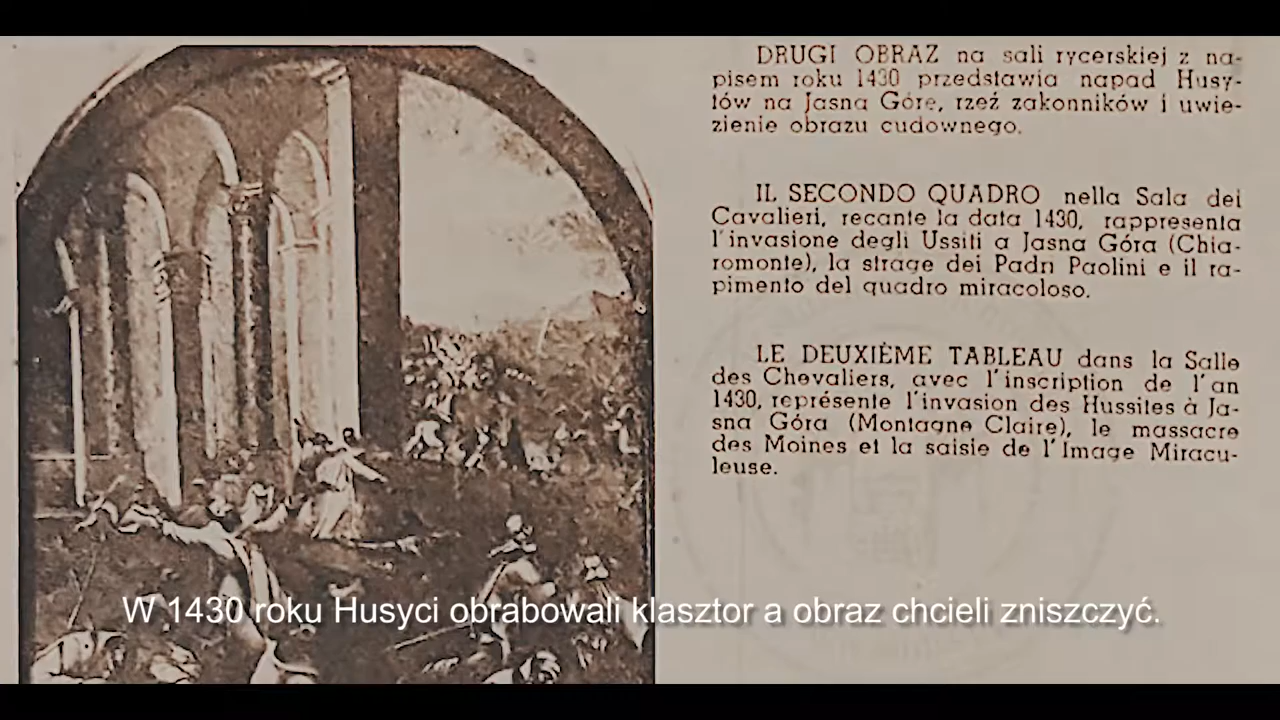 DRUGI OBRAZ na sali rycerskiej z na-
pisem roku 1430 przedstawia napad Husy-
tów na Jasna Góre, rzeź zakonników i uwie-
zienie obrazu cudownego.
IL SECONDO QUADRO nella Sala dei
Cavalieri, recante la data 1430, rappresenta
l'invasione degli Ussiti a Jasna Góra (Chia-
romonte), la strage dei Padri Paolini e il ra-
pimento del quadro miracoloso.
LE DEUXIÈME TABLEAU dans la Salle
des Chevaliers, avec l'inscription de l'an
1430, représente l'invasion des Hussites à Ja-
sna Góra (Montagne Claire), le massacre
des Moines et la saisie de l'Image Miracu-
leuse.
W 1430 roku Husyci obrabowali klasztor a obraz chcieli zniszczyć.